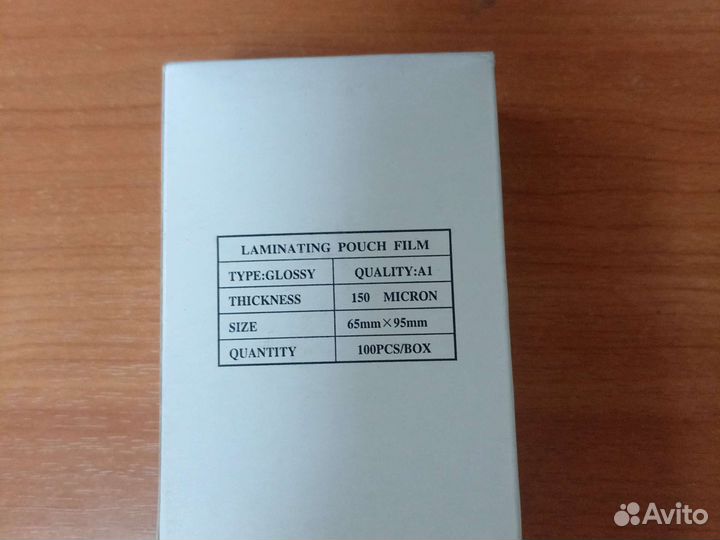 LAMINATING POUCH FILM
TYPE:GLOSSY QUALITY:A1
THICKNESS 150 MICRON
SIZE 65mm×95mm
QUANTITY 100PCS/BOX
Avito